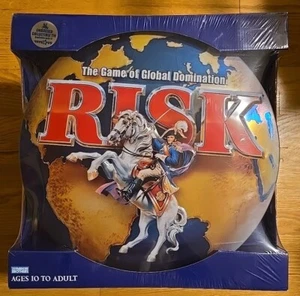 The Game of Global Domination
RISK
AGES 10 TO ADULT